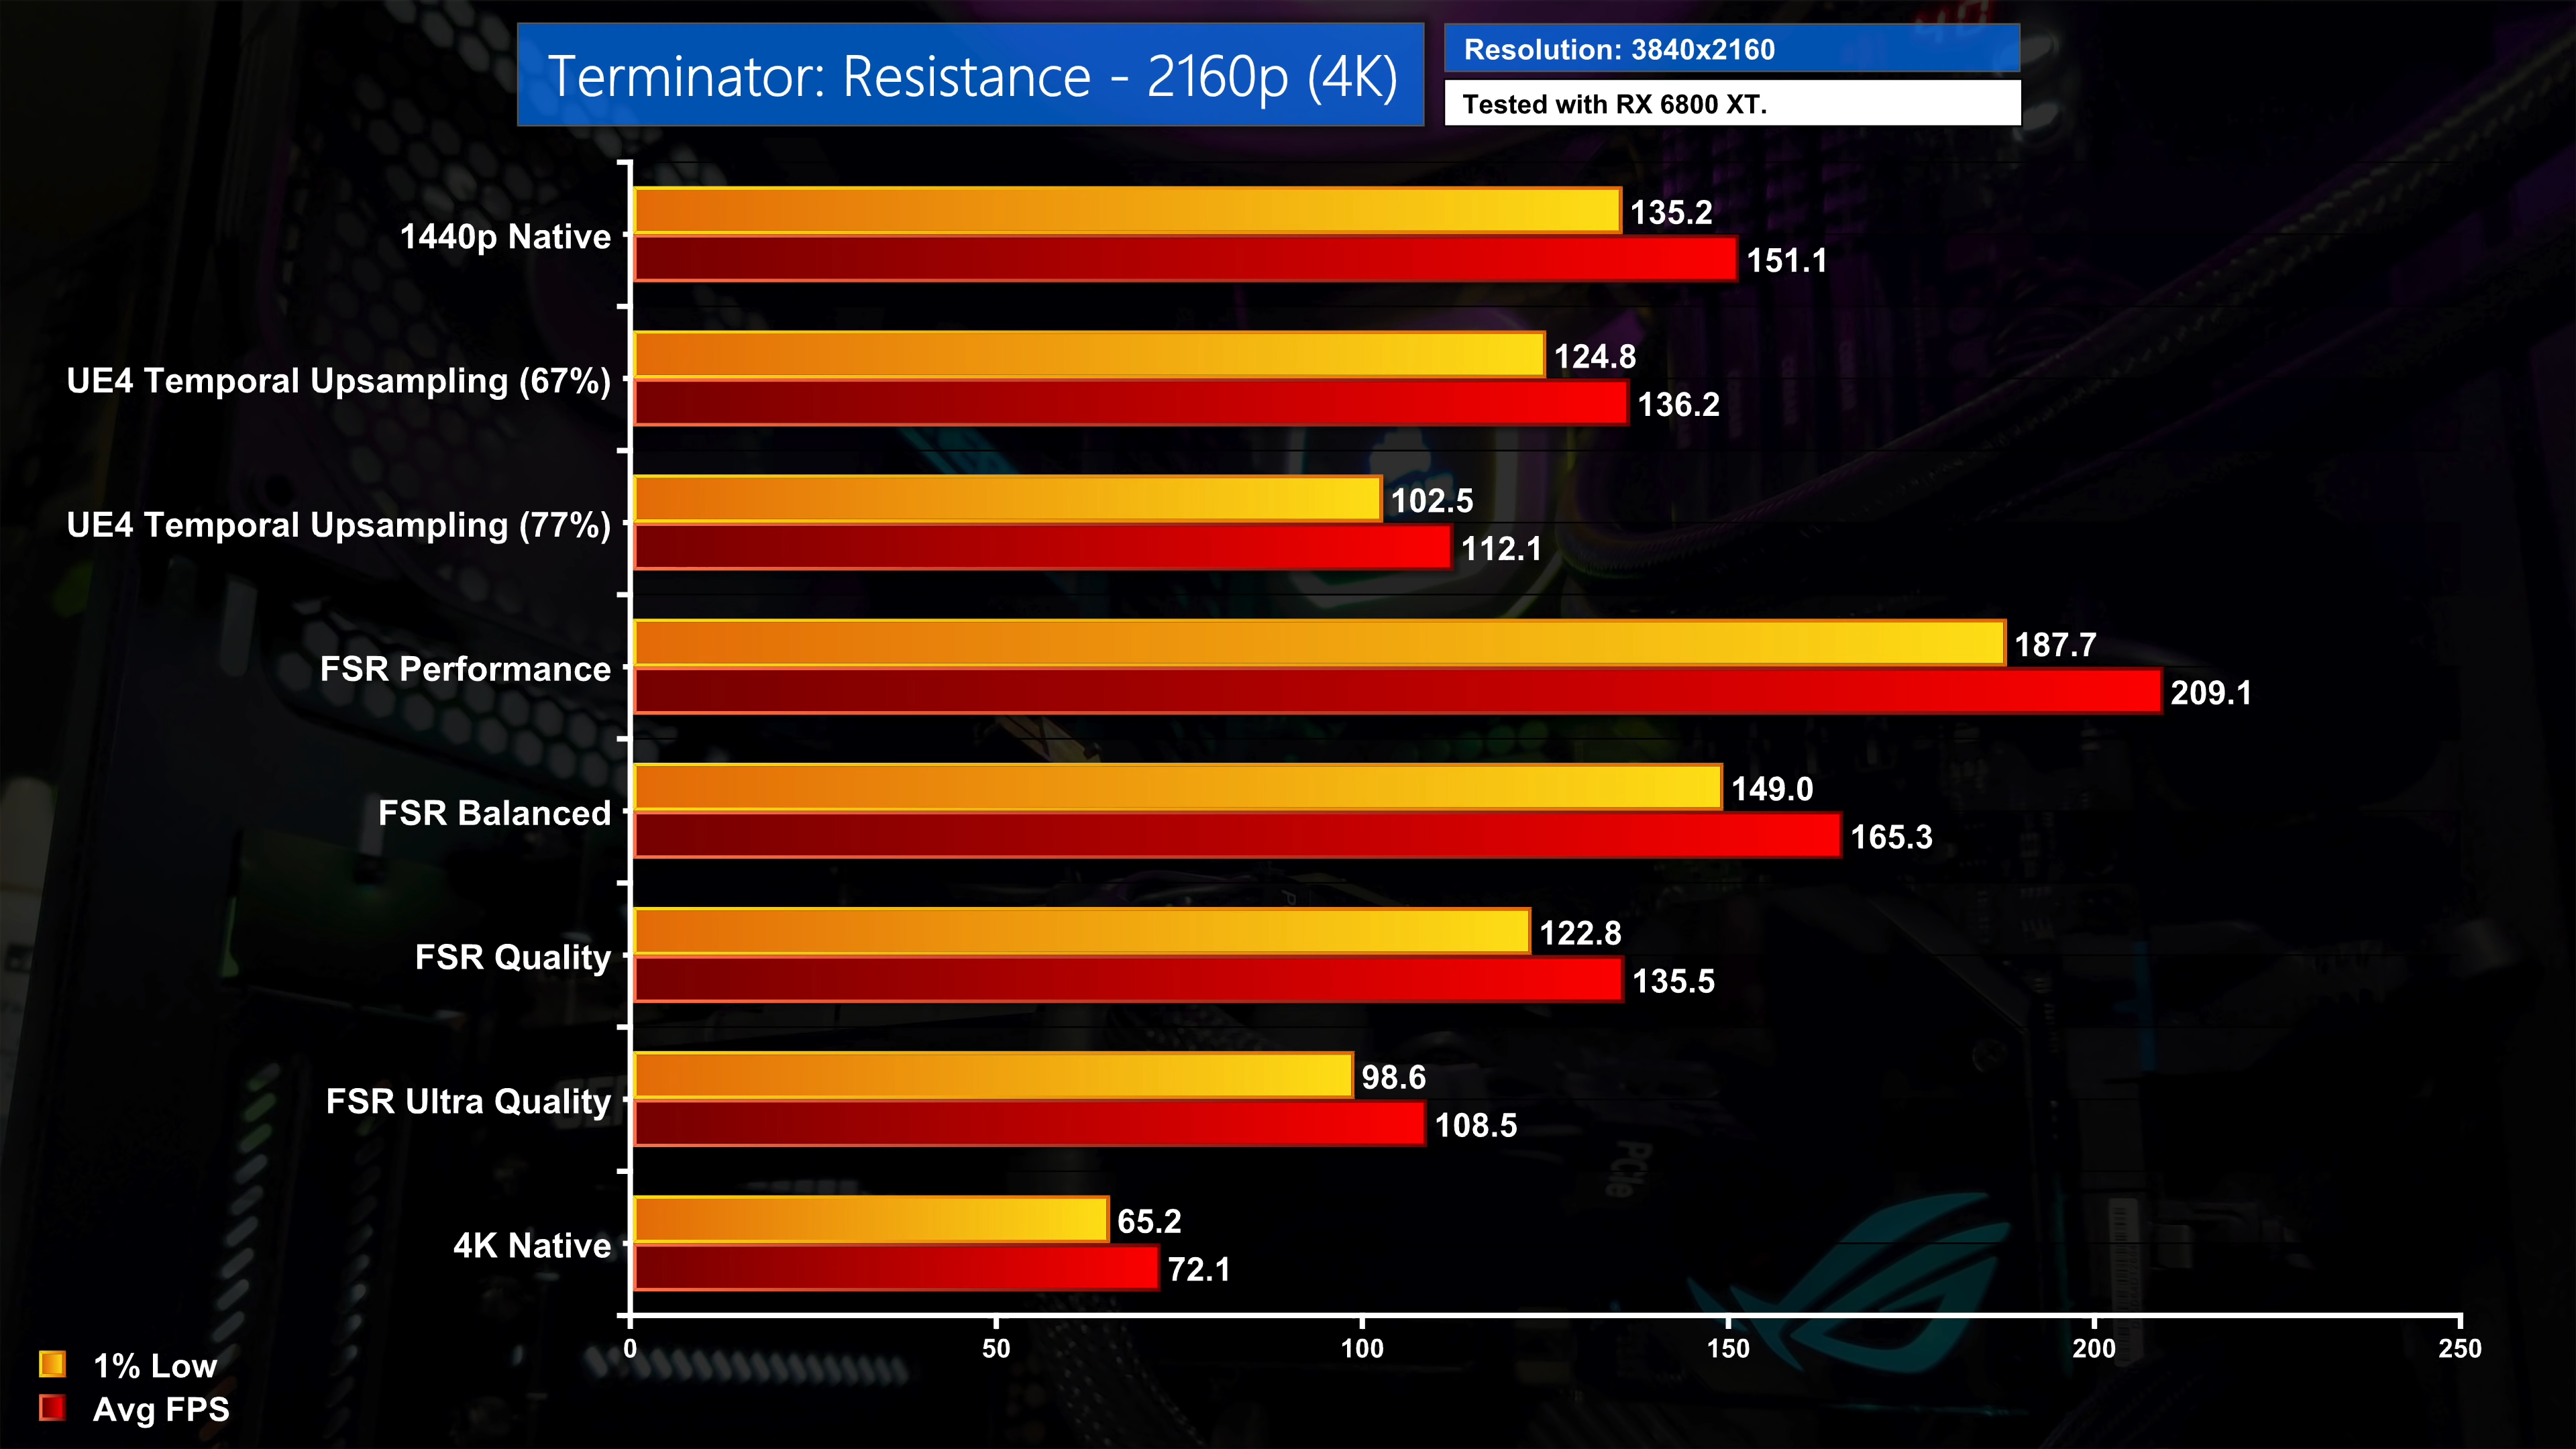 Terminator: Resistance - 2160p (4K)
Resolution: 3840x2160
Tested with RX 6800 XT.
1440p Native
135.2
151.1
UE4 Temporal Upsampling (67%)
124.8
136.2
UE4 Temporal Upsampling (77%)
102.5
112.1
FSR Performance
187.7
209.1
FSR Balanced
149.0
165.3
FSR Quality
122.8
135.5
FSR Ultra Quality
98.6
108.5
4K Native
65.2
72.1
PCIe
0 50 100 150 200 250
1% Low
Avg FPS